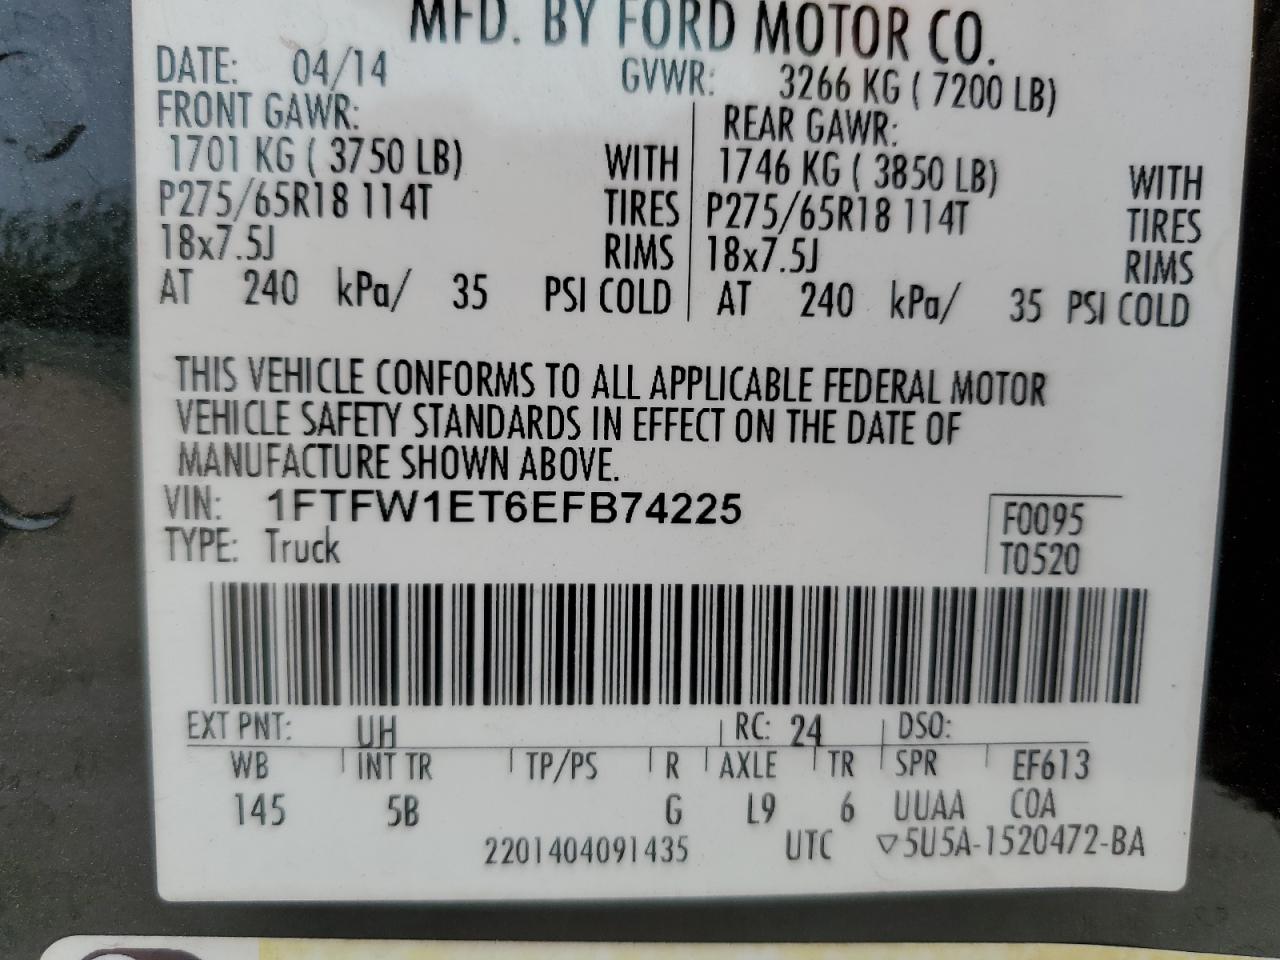 MFD. BY FORD MOTOR CO.
DATE: 04/14 GVWR: 3266 KG ( 7200 LB)
FRONT GAWR: REAR GAWR:
1701 KG ( 3750 LB) WITH 1746 KG ( 3850 LB) WITH
P275/65R18 114T TIRES P275/65R18 114T TIRES
18x7.5J RIMS 18x7.5J RIMS
AT 240 kPa/ 35 PSI COLD AT 240 kPa/ 35 PSI COLD
THIS VEHICLE CONFORMS TO ALL APPLICABLE FEDERAL MOTOR
VEHICLE SAFETY STANDARDS IN EFFECT ON THE DATE OF
MANUFACTURE SHOWN ABOVE.
VIN: 1FTFW1ET6EFB74225 F0095
TYPE: Truck T0520
EXT PNT: UH RC: 24 DSO:
WB INT TR TP/PS R AXLE TR SPR EF613
145 5B G L9 6 UUAA COA
2201404091435 UTC ▽5U5A-1520472-BA